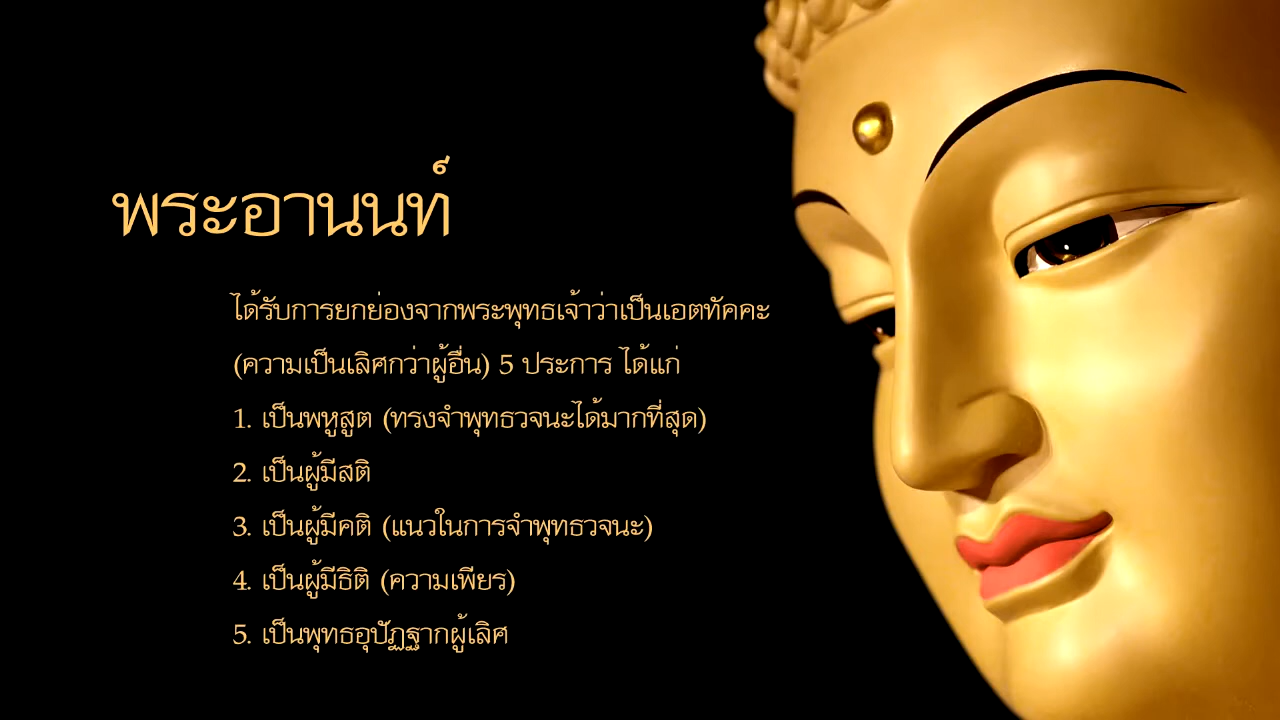 พระอานนท์
ได้รับการยกย่องจากพระพุทธเจ้าว่าเป็นเอตทัคคะ
(ความเป็นเลิศกว่าผู้อื่น) 5 ประการ ได้แก่
1. เป็นพหูสูต (ทรงจำพุทธวจนะได้มากที่สุด)
2. เป็นผู้มีสติ
3. เป็นผู้มีคติ (แนวในการจำพุทธวจนะ)
4. เป็นผู้มีธิติ (ความเพียร)
5. เป็นพุทธอุปัฏฐากผู้เลิศ